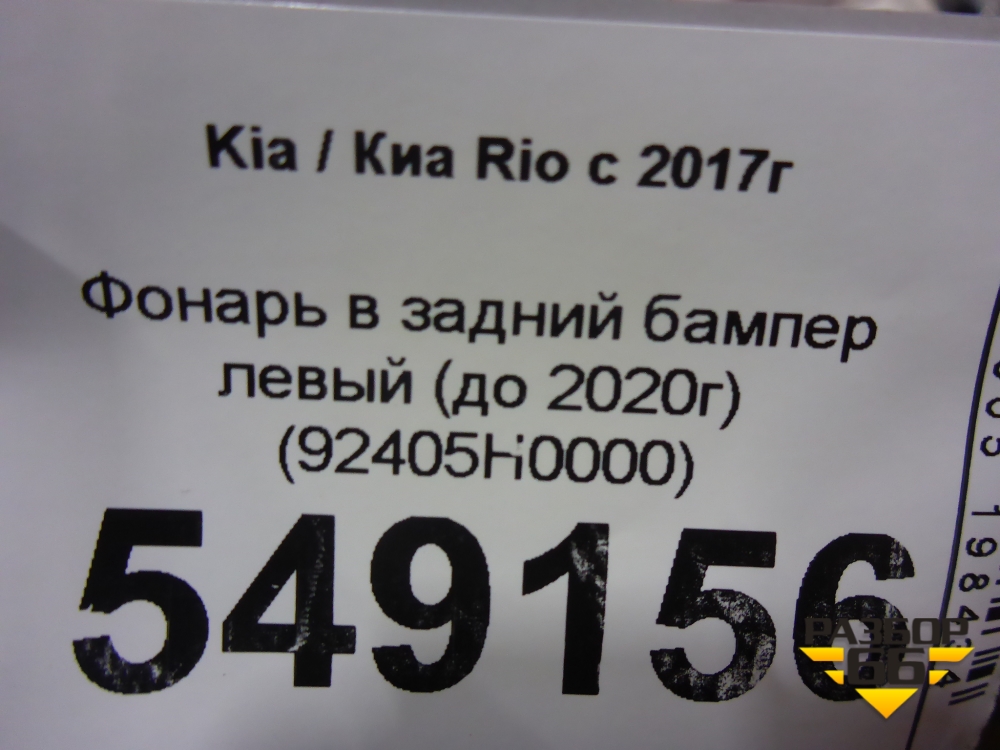 Kia / Киа Rio с 2017г
Фонарь в задний бампер
левый (до 2020г)
(92405H0000)
549156
РАЗБОР
66